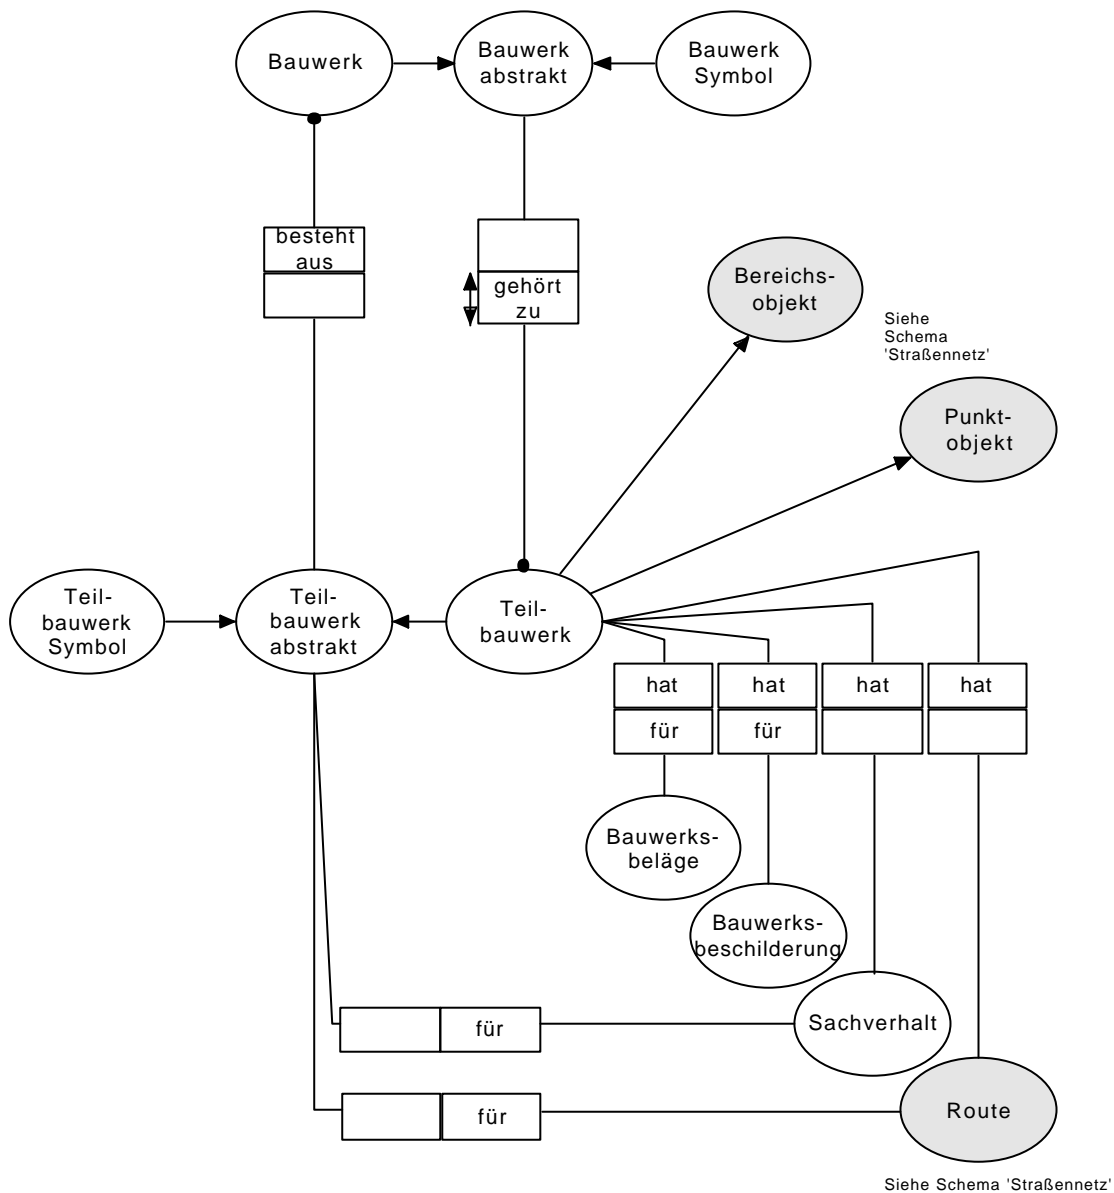 Bauwerk
Bauwerk
abstrakt
Bauwerk
Symbol
besteht
aus
gehört
zu
Bereichs-
objekt
Siehe
Schema
'Straßennetz'
Punkt-
objekt
Teil-
bauwerk
Symbol
Teil-
bauwerk
abstrakt
Teil-
bauwerk
hat
hat
hat
hat
für
für
Bauwerks-
beläge
Bauwerks-
beschilderung
für
Sachverhalt
für
Route
Siehe Schema 'Straßennetz'